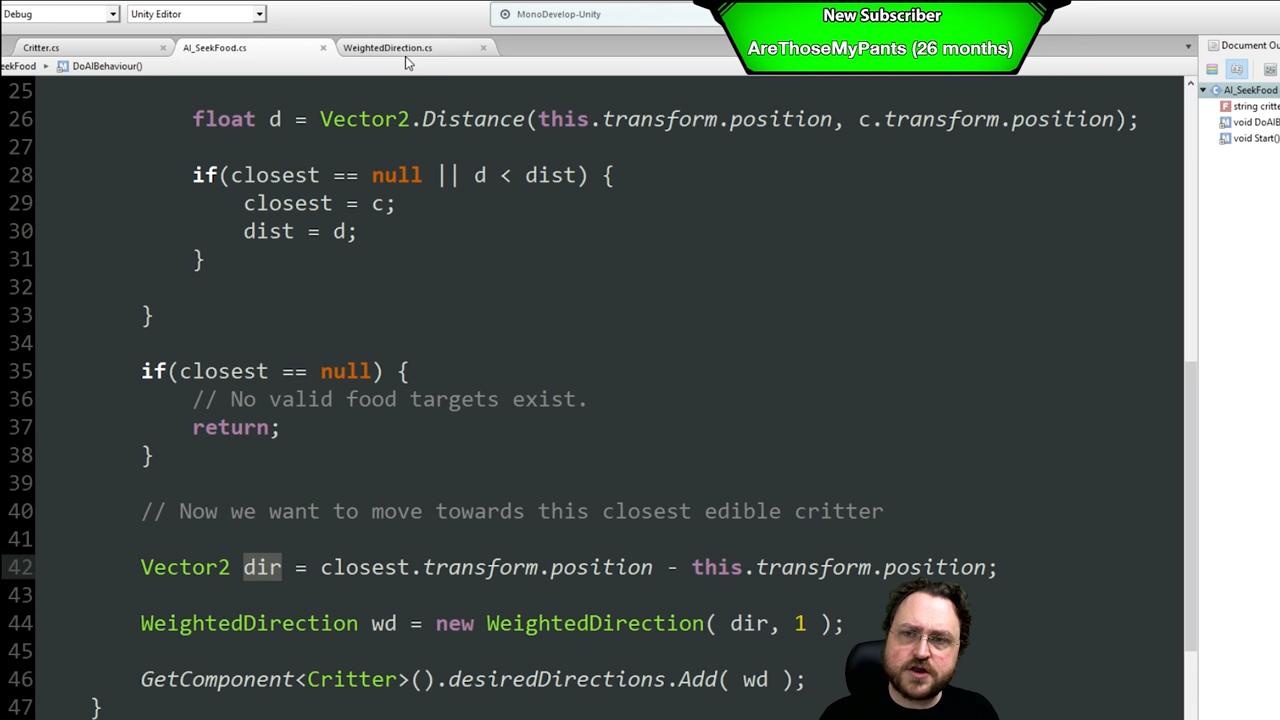 Debug
Unity Editor
MonoDevelop-Unity
New Subscriber
AreThoseMyPants (26 months)
Critter.cs
AI_SeekFood.cs
WeightedDirection.cs
Document Ou
eekFood
DoAIBehaviour()
AI_SeekFood
string critte
void DoAIB
void Start()
25
26 float d = Vector2.Distance(this.transform.position, c.transform.position);
27
28 if(closest == null || d < dist) {
29 closest = c;
30 dist = d;
31 }
32
33 }
34
35 if(closest == null) {
36 // No valid food targets exist.
37 return;
38 }
39
40 // Now we want to move towards this closest edible critter
41
42 Vector2 dir = closest.transform.position - this.transform.position;
43
44 WeightedDirection wd = new WeightedDirection( dir, 1 );
45
46 GetComponent<Critter>().desiredDirections.Add( wd );
47 }